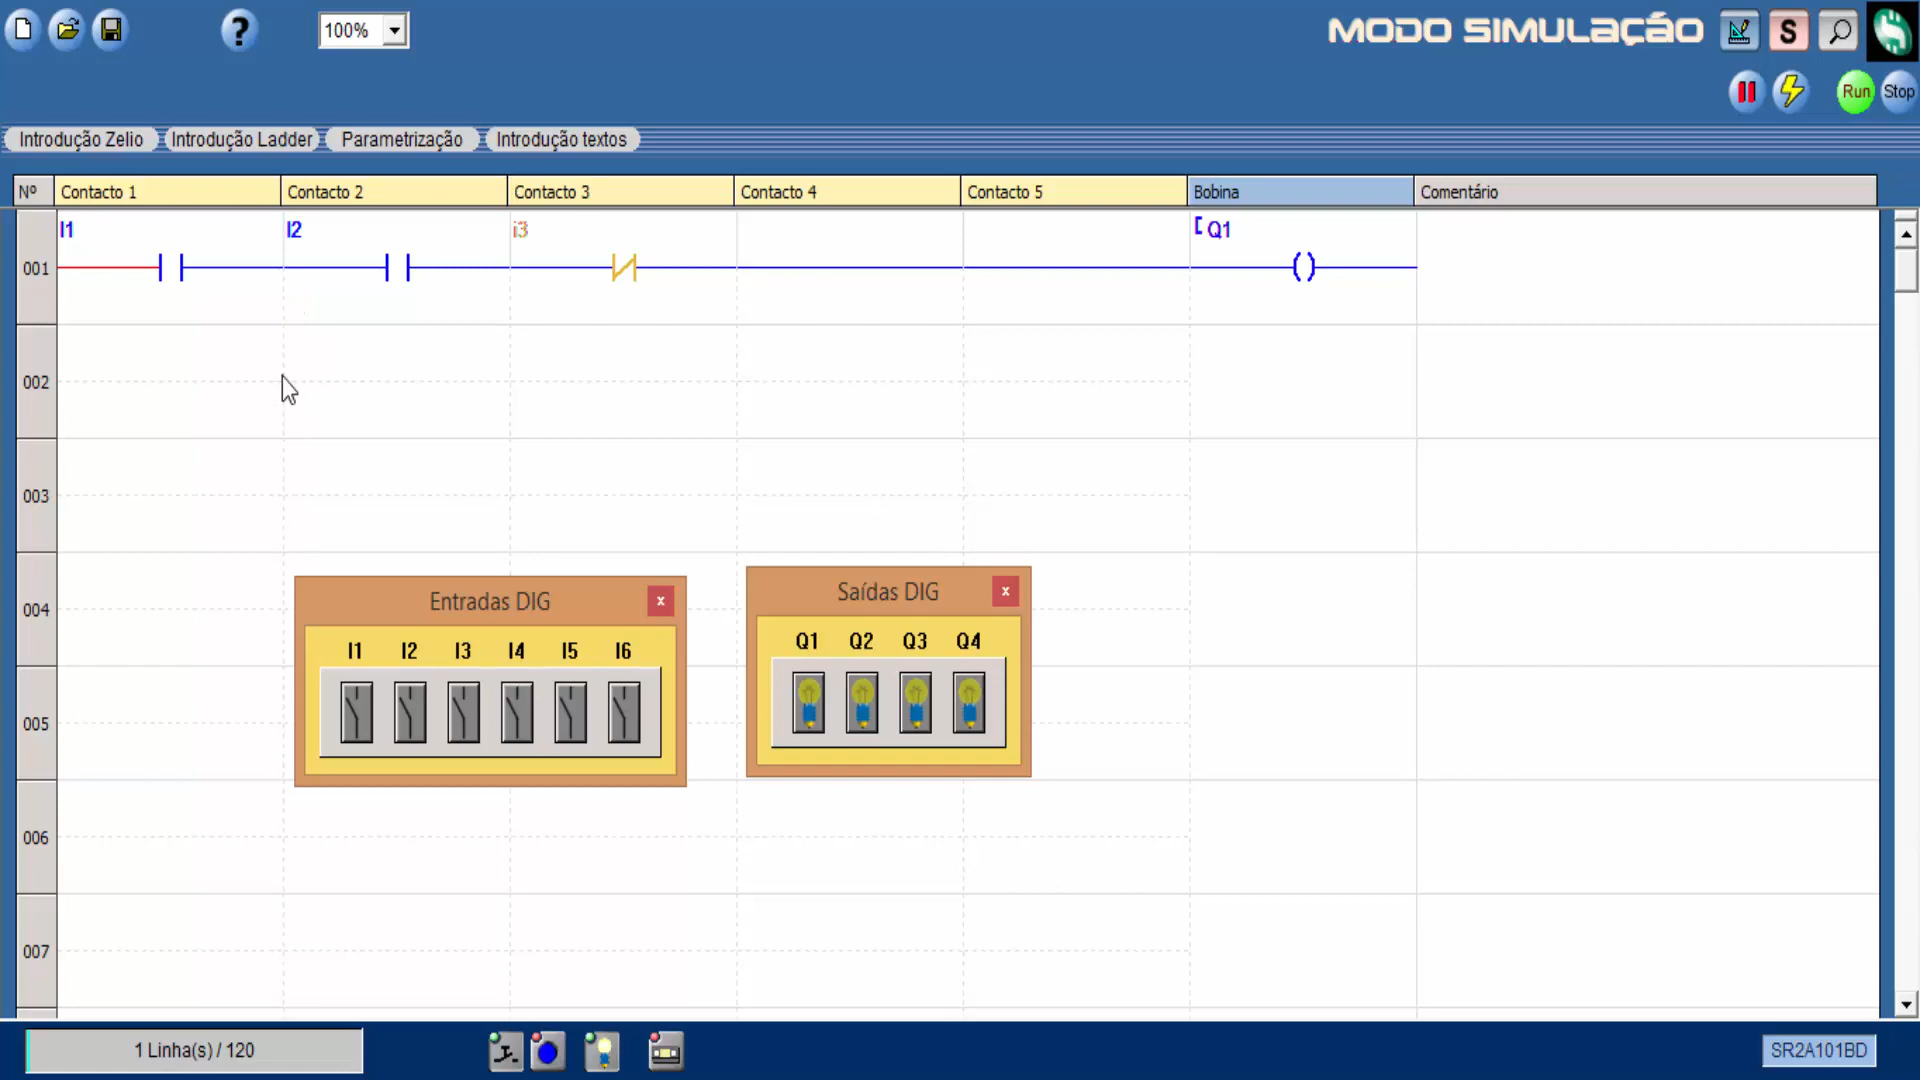 ?
100%
MODO SIMULAÇÃO
S
Run
Stop
Introdução Zelio
Introdução Ladder
Parametrização
Introdução textos
Nº
Contacto 1
Contacto 2
Contacto 3
Contacto 4
Contacto 5
Bobina
Comentário
001
I1
I2
i3
[ Q1
002
003
004
005
006
007
Entradas DIG
x
I1 I2 I3 I4 I5 I6
Saídas DIG
x
Q1 Q2 Q3 Q4
1 Linha(s) / 120
SR2A101BD